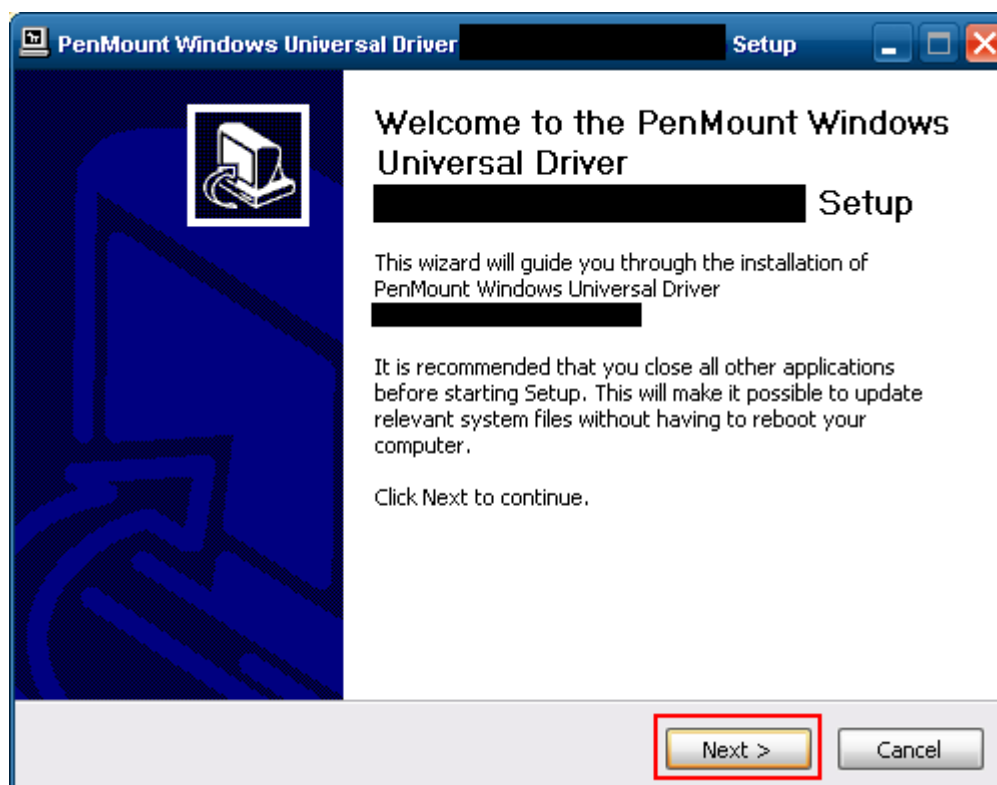 PenMount Windows Universal Driver Setup
Welcome to the PenMount Windows
Universal Driver
Setup
This wizard will guide you through the installation of
PenMount Windows Universal Driver
It is recommended that you close all other applications
before starting Setup. This will make it possible to update
relevant system files without having to reboot your
computer.
Click Next to continue.
Next >
Cancel